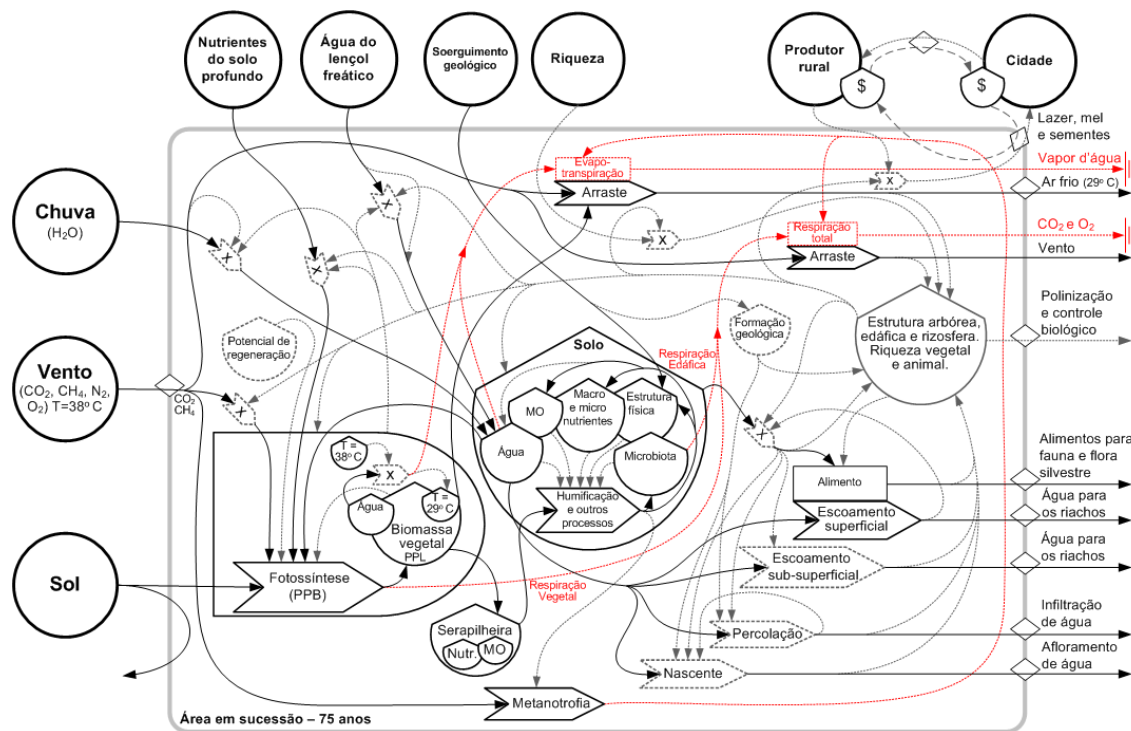 Nutrientes
do solo
profundo
Água do
lençol
freático
Soerguimento
geológico
Riqueza
Produtor
rural
Cidade
$
$
Lazer, mel
e sementes
Evapo-
transpiração
Vapor d'água
Arraste
Ar frio (29º C)
x
x
Chuva
(H2O)
x
x
x
x
Respiração
total
CO2 e O2
Arraste
Vento
Potencial de
regeneração
Formação
geológica
Estrutura arbórea,
edáfica e rizosfera.
Riqueza vegetal
e animal.
Polinização
e controle
biológico
Solo
Respiração
Edáfica
Vento
(CO2, CH4, N2,
O2) T=38º C
CO2
CH4
x
MO
Macro
e micro
nutrientes
Estrutura
física
Água
Microbiota
x
T =
38º C
x
Água
T =
29º C
Biomassa
vegetal
PPL
Humificação
e outros
processos
Alimento
Alimentos para
fauna e flora
silvestre
Escoamento
superficial
Água para
os riachos
Sol
Fotossíntese
(PPB)
Respiração
Vegetal
Escoamento
sub-superficial
Água para
os riachos
Serapilheira
Nutr.
MO
Percolação
Infiltração
de água
Nascente
Afloramento
de água
Metanotrofia
Área em sucessão – 75 anos